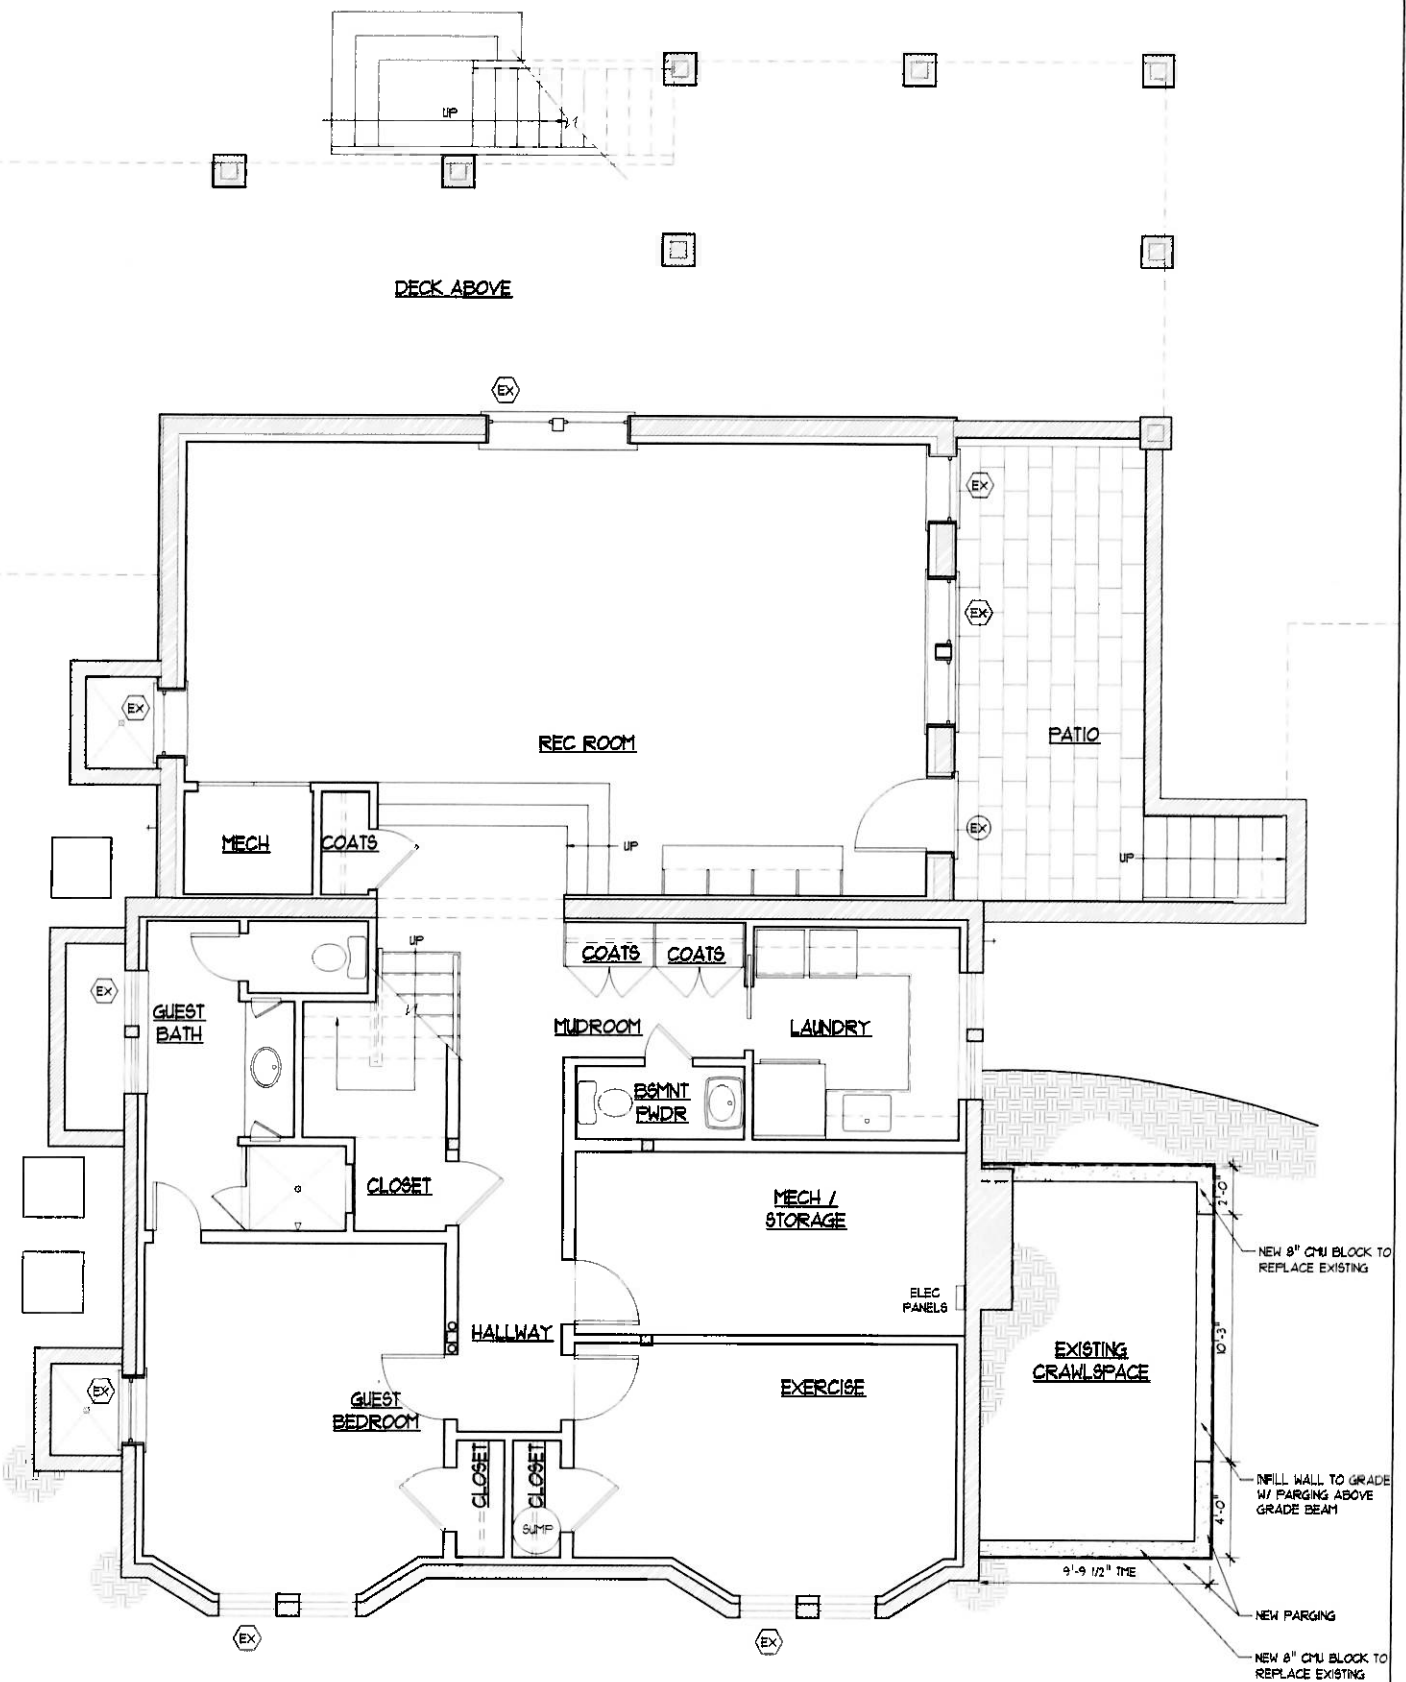 UP
DECK ABOVE
EX
EX
EX
EX
REC ROOM
PATIO
MECH
COATS
UP
EX
UP
UP
COATS
COATS
EX
GUEST
BATH
MUDROOM
LAUNDRY
BSMNT
PWDR
CLOSET
MECH /
STORAGE
2'-0"
NEW 8" CMU BLOCK TO
REPLACE EXISTING
ELEC
PANELS
HALLWAY
10'-3"
EXISTING
CRAWLSPACE
EX
GUEST
BEDROOM
EXERCISE
CLOSET
CLOSET
SUMP
INFILL WALL TO GRADE
W/ PARGING ABOVE
GRADE BEAM
4'-0"
9'-9 1/2" TME
NEW PARGING
EX
EX
NEW 8" CMU BLOCK TO
REPLACE EXISTING